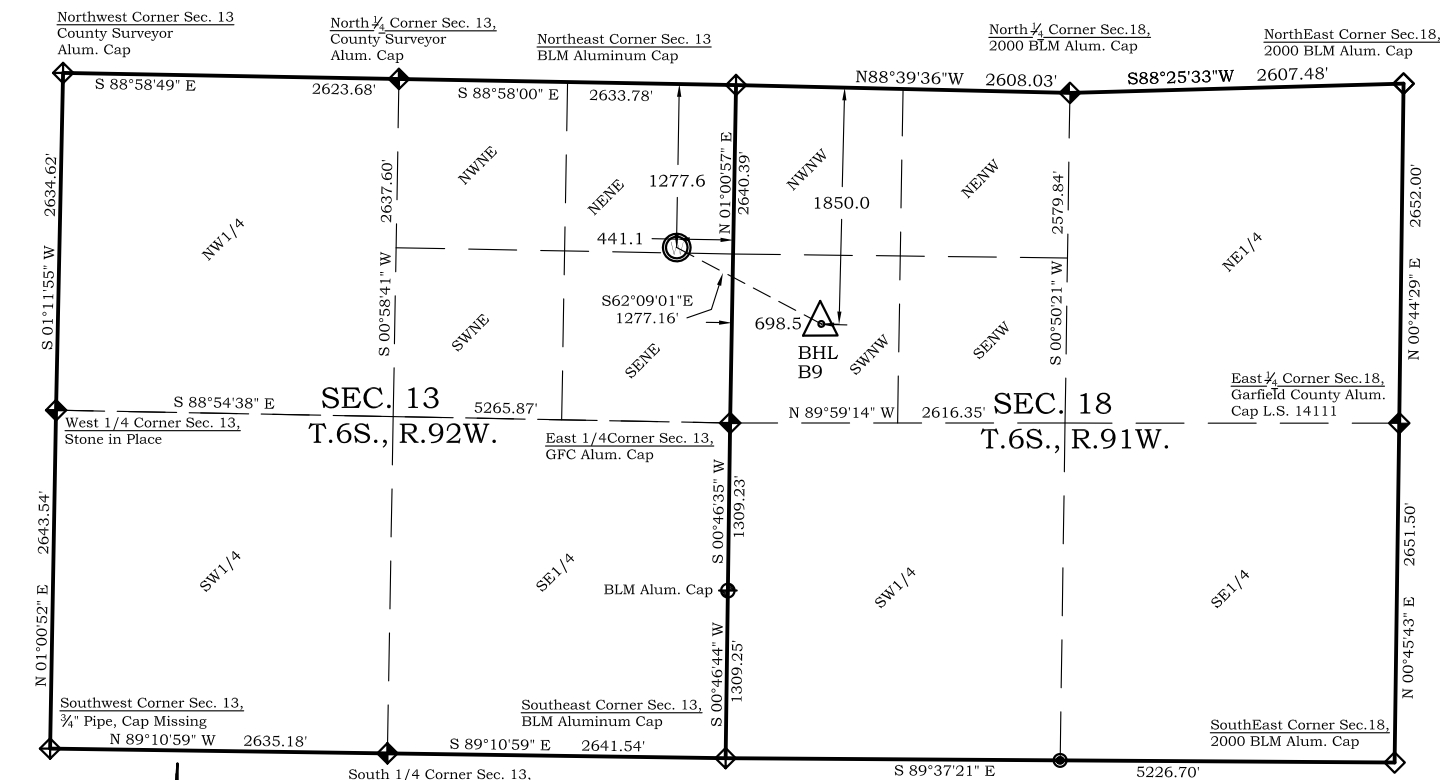 Northwest Corner Sec. 13
County Surveyor
Alum. Cap
North ¼ Corner Sec. 13,
County Surveyor
Alum. Cap
Northeast Corner Sec. 13
BLM Aluminum Cap
North ¼ Corner Sec.18,
2000 BLM Alum. Cap
NorthEast Corner Sec.18,
2000 BLM Alum. Cap
S 88°58'49" E 2623.68'
S 88°58'00" E 2633.78'
N88°39'36"W 2608.03'
S88°25'33"W 2607.48'
S 01°11'55" W 2634.62'
NW1/4
S 00°58'41" W 2637.60'
NWNE
NENE
1277.6
N 01°00'57" E 2640.39'
NWNW
1850.0
NENW
S 00°50'21" W 2579.84'
NE1/4
N 00°44'29" E 2652.00'
441.1
S62°09'01"E
1277.16'
698.5
BHL
B9
SWNE
SENE
SWNW
SENW
East ¼ Corner Sec.18,
Garfield County Alum.
Cap L.S. 14111
S 88°54'38" E 5265.87'
SEC. 13
T.6S., R.92W.
N 89°59'14" W 2616.35'
SEC. 18
T.6S., R.91W.
West 1/4 Corner Sec. 13,
Stone in Place
East 1/4Corner Sec. 13,
GFC Alum. Cap
N 01°00'52" E 2643.54'
SW1/4
SE1/4
S 00°46'35" W 1309.23'
BLM Alum. Cap
S 00°46'44" W 1309.25'
SW1/4
SE1/4
N 00°45'43" E 2651.50'
Southwest Corner Sec. 13,
¾" Pipe, Cap Missing
Southeast Corner Sec. 13,
BLM Aluminum Cap
SouthEast Corner Sec.18,
2000 BLM Alum. Cap
N 89°10'59" W 2635.18'
S 89°10'59" E 2641.54'
S 89°37'21" E 5226.70'
South 1/4 Corner Sec. 13,